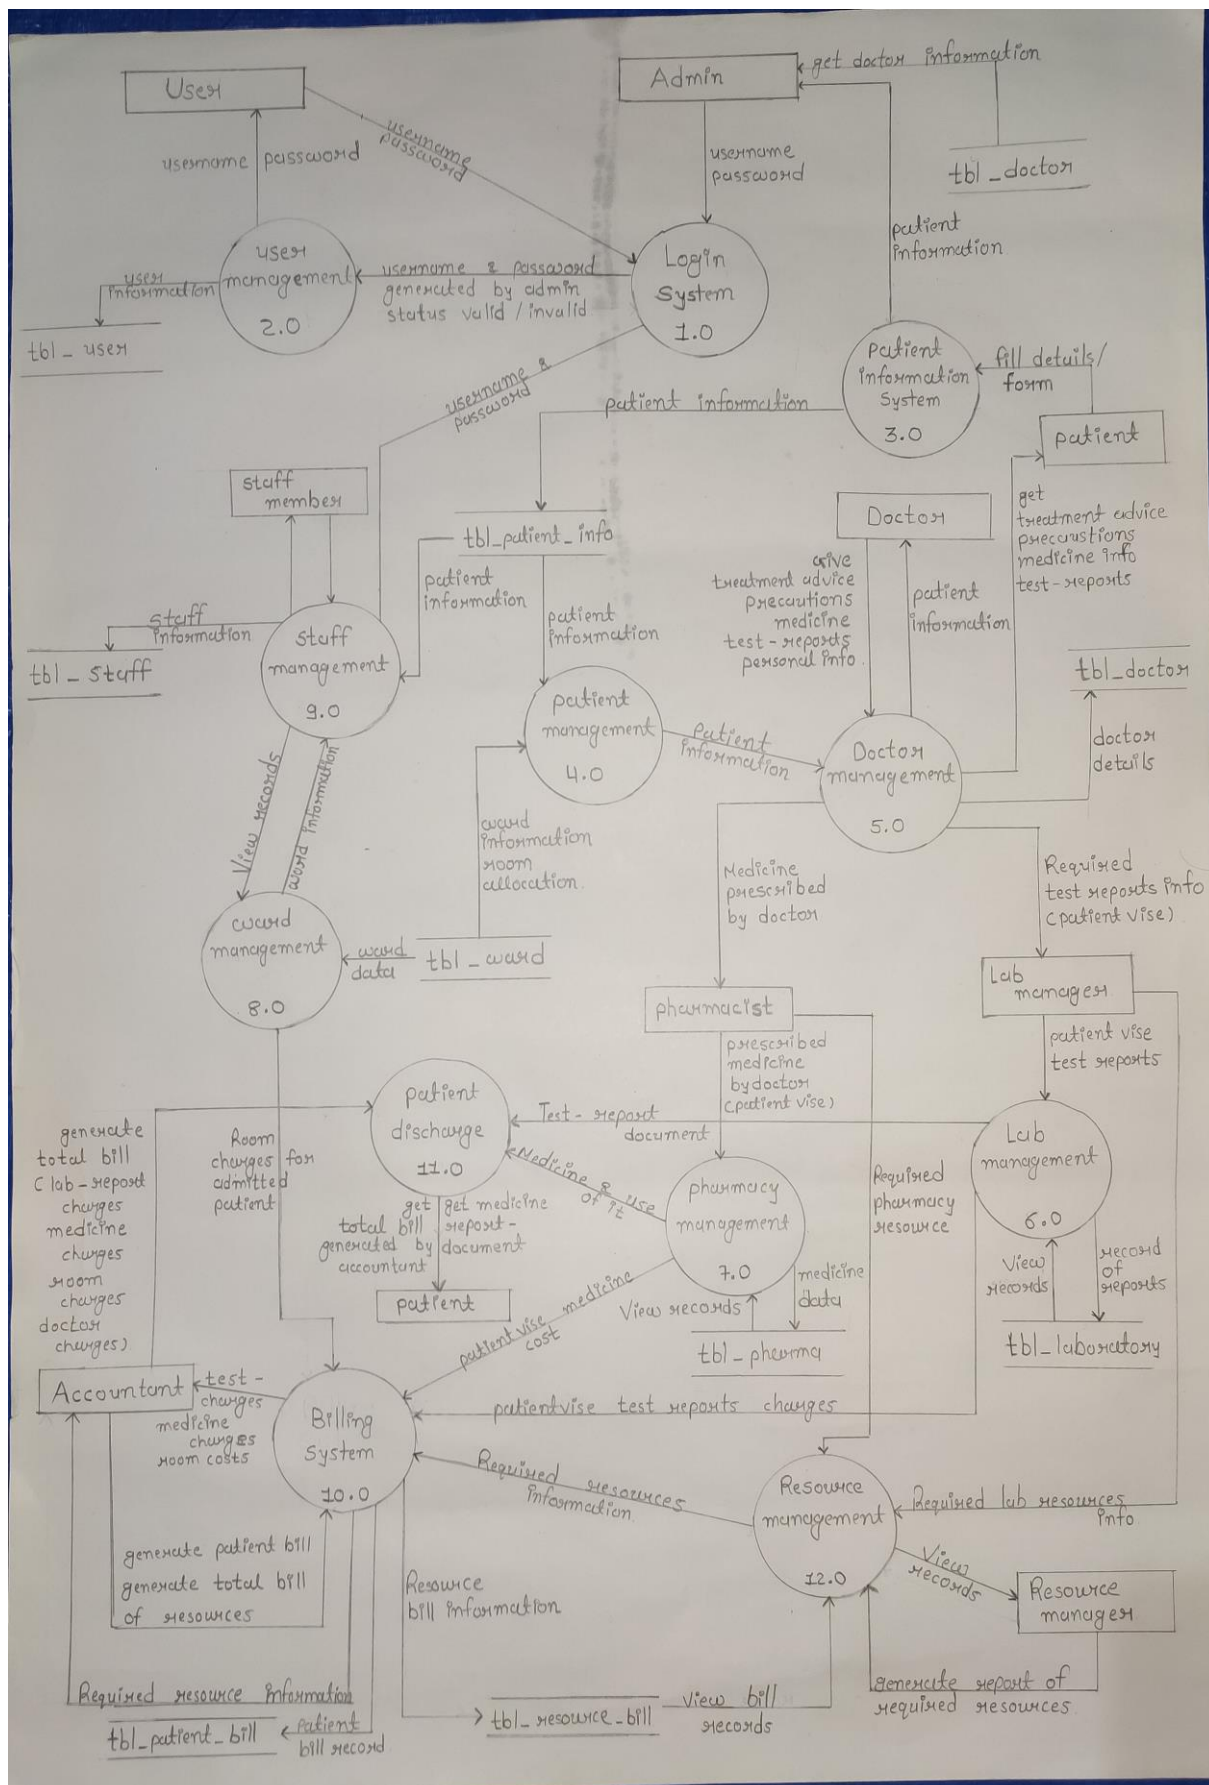 User
Admin
get doctor information
username password
username
password
username
password
tbl_doctor
patient
information
user
management
2.0
user
information
username & password
generated by admin
status valid / invalid
Login
System
1.0
tbl_user
username &
password
patient information
Patient
information
System
3.0
fill details/
form
patient
staff
member
tbl_patient_info
Doctor
get
treatment advice
precaustions
medicine info
test-reports
patient
information
patient
information
Give
treatment advice
precautions
medicine
test-reports
personal info.
patient
information
staff
information
tbl_staff
Staff
management
9.0
patient
management
4.0
Patient
information
Doctor
management
5.0
tbl_doctor
doctor
details
View records
word information
ward
information
room
allocation.
Medicine
prescribed
by doctor
Required
test reports info
(patient vise)
ward
management
8.0
ward
data
tbl_ward
pharmacist
Lab
manager
prescribed
medicine
by doctor
(patient vise)
patient vise
test reports
patient
discharge
11.0
Test-report
document
Lab
management
6.0
generate
total bill
( lab-report
charges
medicine
charges
room
charges
doctor
charges)
Room
charges for
admitted
patient
Medicine & use
of it
pharmacy
management
7.0
Required
pharmacy
resource
get
total bill
generated by
accountant
get medicine
report-
document
patient
patient vise medicine
cost
View records
medicine
data
tbl_pharma
View
records
record
of
reports
tbl_laboratory
Accountant
test-
charges
medicine
charges
room costs
Billing
System
10.0
patientvise test reports charges
Required resources
information
Resource
management
12.0
Required lab resources
info
View
records
Resource
manager
generate patient bill
generate total bill
of resources
Resource
bill information
Required resource information
tbl_patient_bill
patient
bill record
tbl_resource_bill
View bill
records
generate report of
required resources